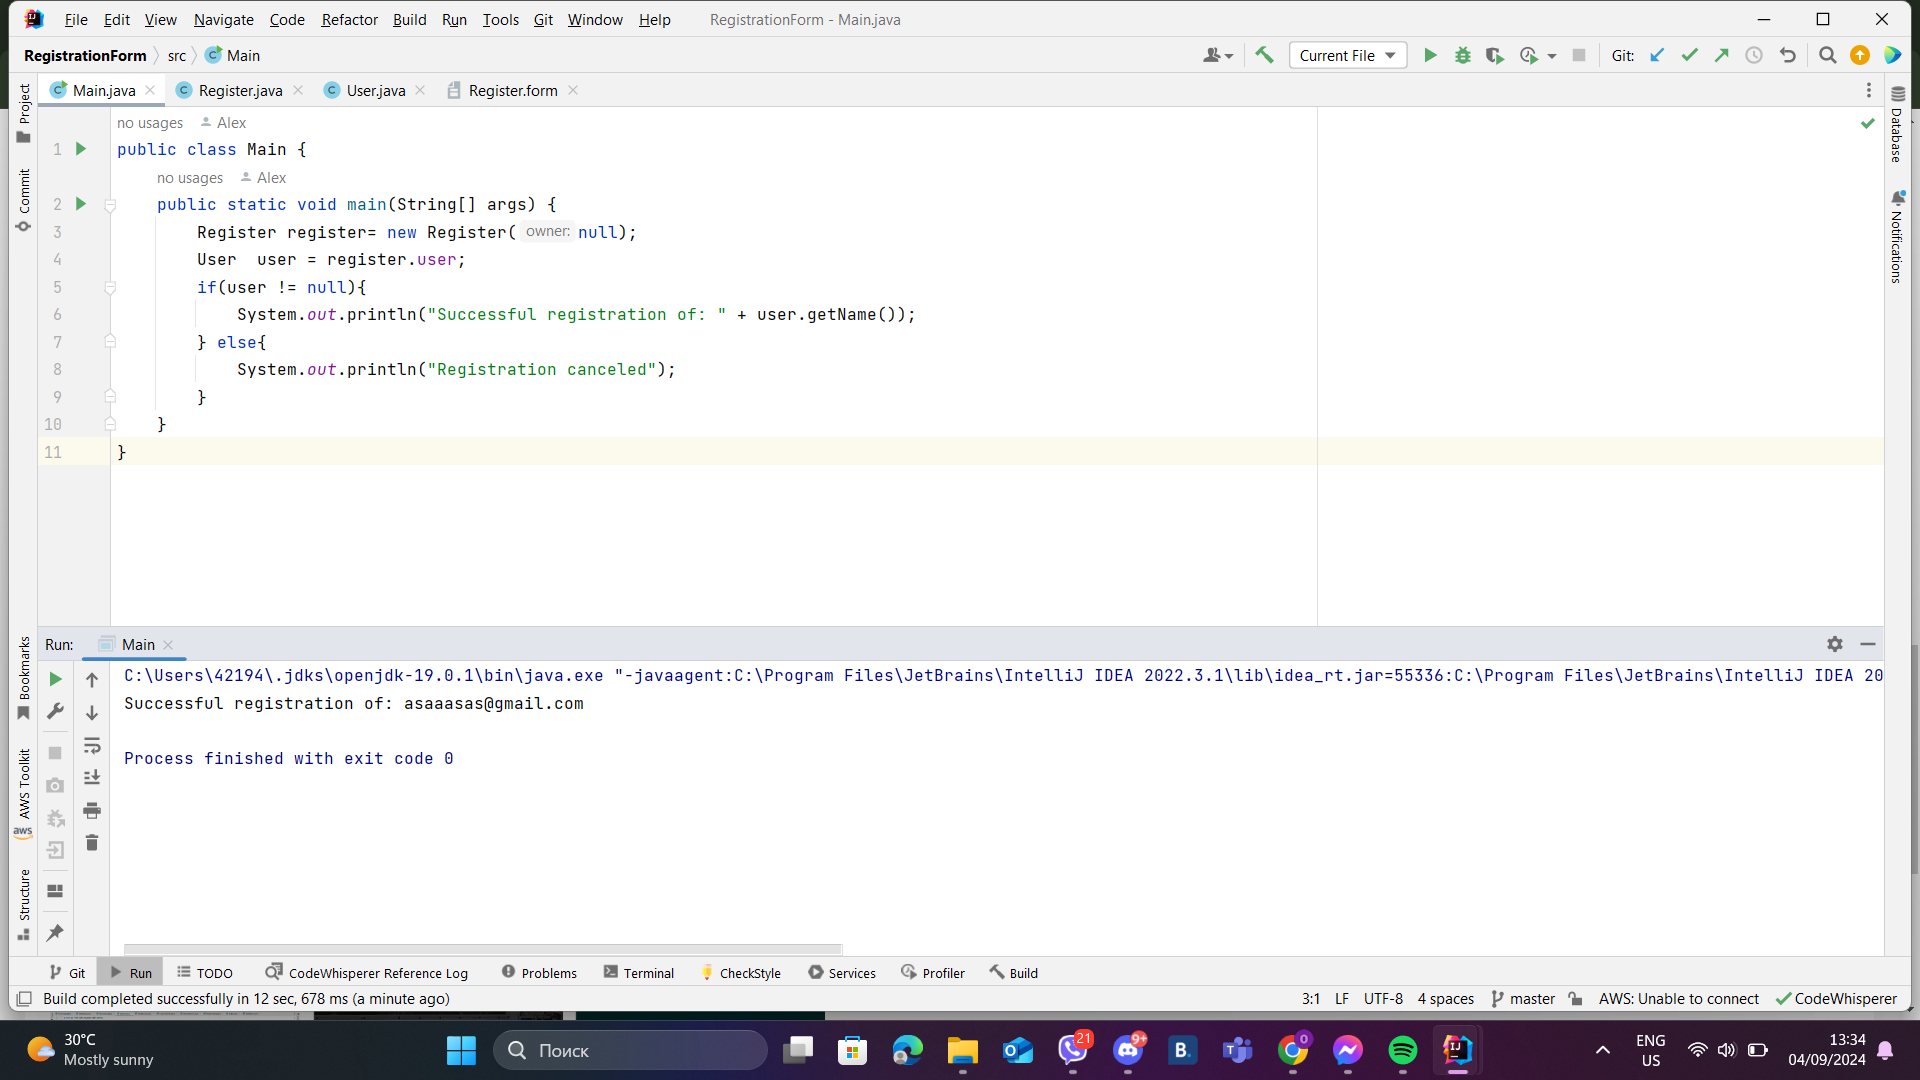 File Edit View Navigate Code Refactor Build Run Tools Git Window Help RegistrationForm - Main.java
RegistrationForm src Main Current File Git:
Main.java Register.java User.java Register.form
no usages Alex
1 public class Main {
no usages Alex
2 public static void main(String[] args) {
3 Register register= new Register( owner: null);
4 User  user = register.user;
5 if(user != null){
6 System.out.println("Successful registration of: " + user.getName());
7 } else{
8 System.out.println("Registration canceled");
9 }
10 }
11 }
Project
Commit
Bookmarks
AWS Toolkit
aws
Structure
Database
Notifications
Run: Main
C:\Users\42194\.jdks\openjdk-19.0.1\bin\java.exe "-javaagent:C:\Program Files\JetBrains\IntelliJ IDEA 2022.3.1\lib\idea_rt.jar=55336:C:\Program Files\JetBrains\IntelliJ IDEA 20
Successful registration of: asaaasas@gmail.com
Process finished with exit code 0
Git Run TODO CodeWhisperer Reference Log Problems Terminal CheckStyle Services Profiler Build
Build completed successfully in 12 sec, 678 ms (a minute ago) 3:1 LF UTF-8 4 spaces master AWS: Unable to connect CodeWhisperer
30°C
Mostly sunny
Поиск
21
9+
B.
0
ENG
US
13:34
04/09/2024